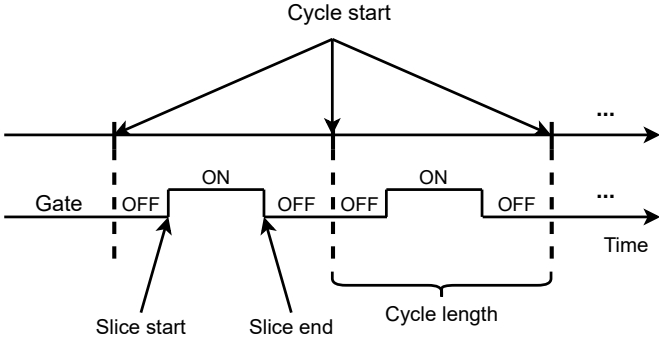 Cycle start
...
ON
ON
...
Gate
OFF
OFF
OFF
OFF
Time
Cycle length
Slice start
Slice end